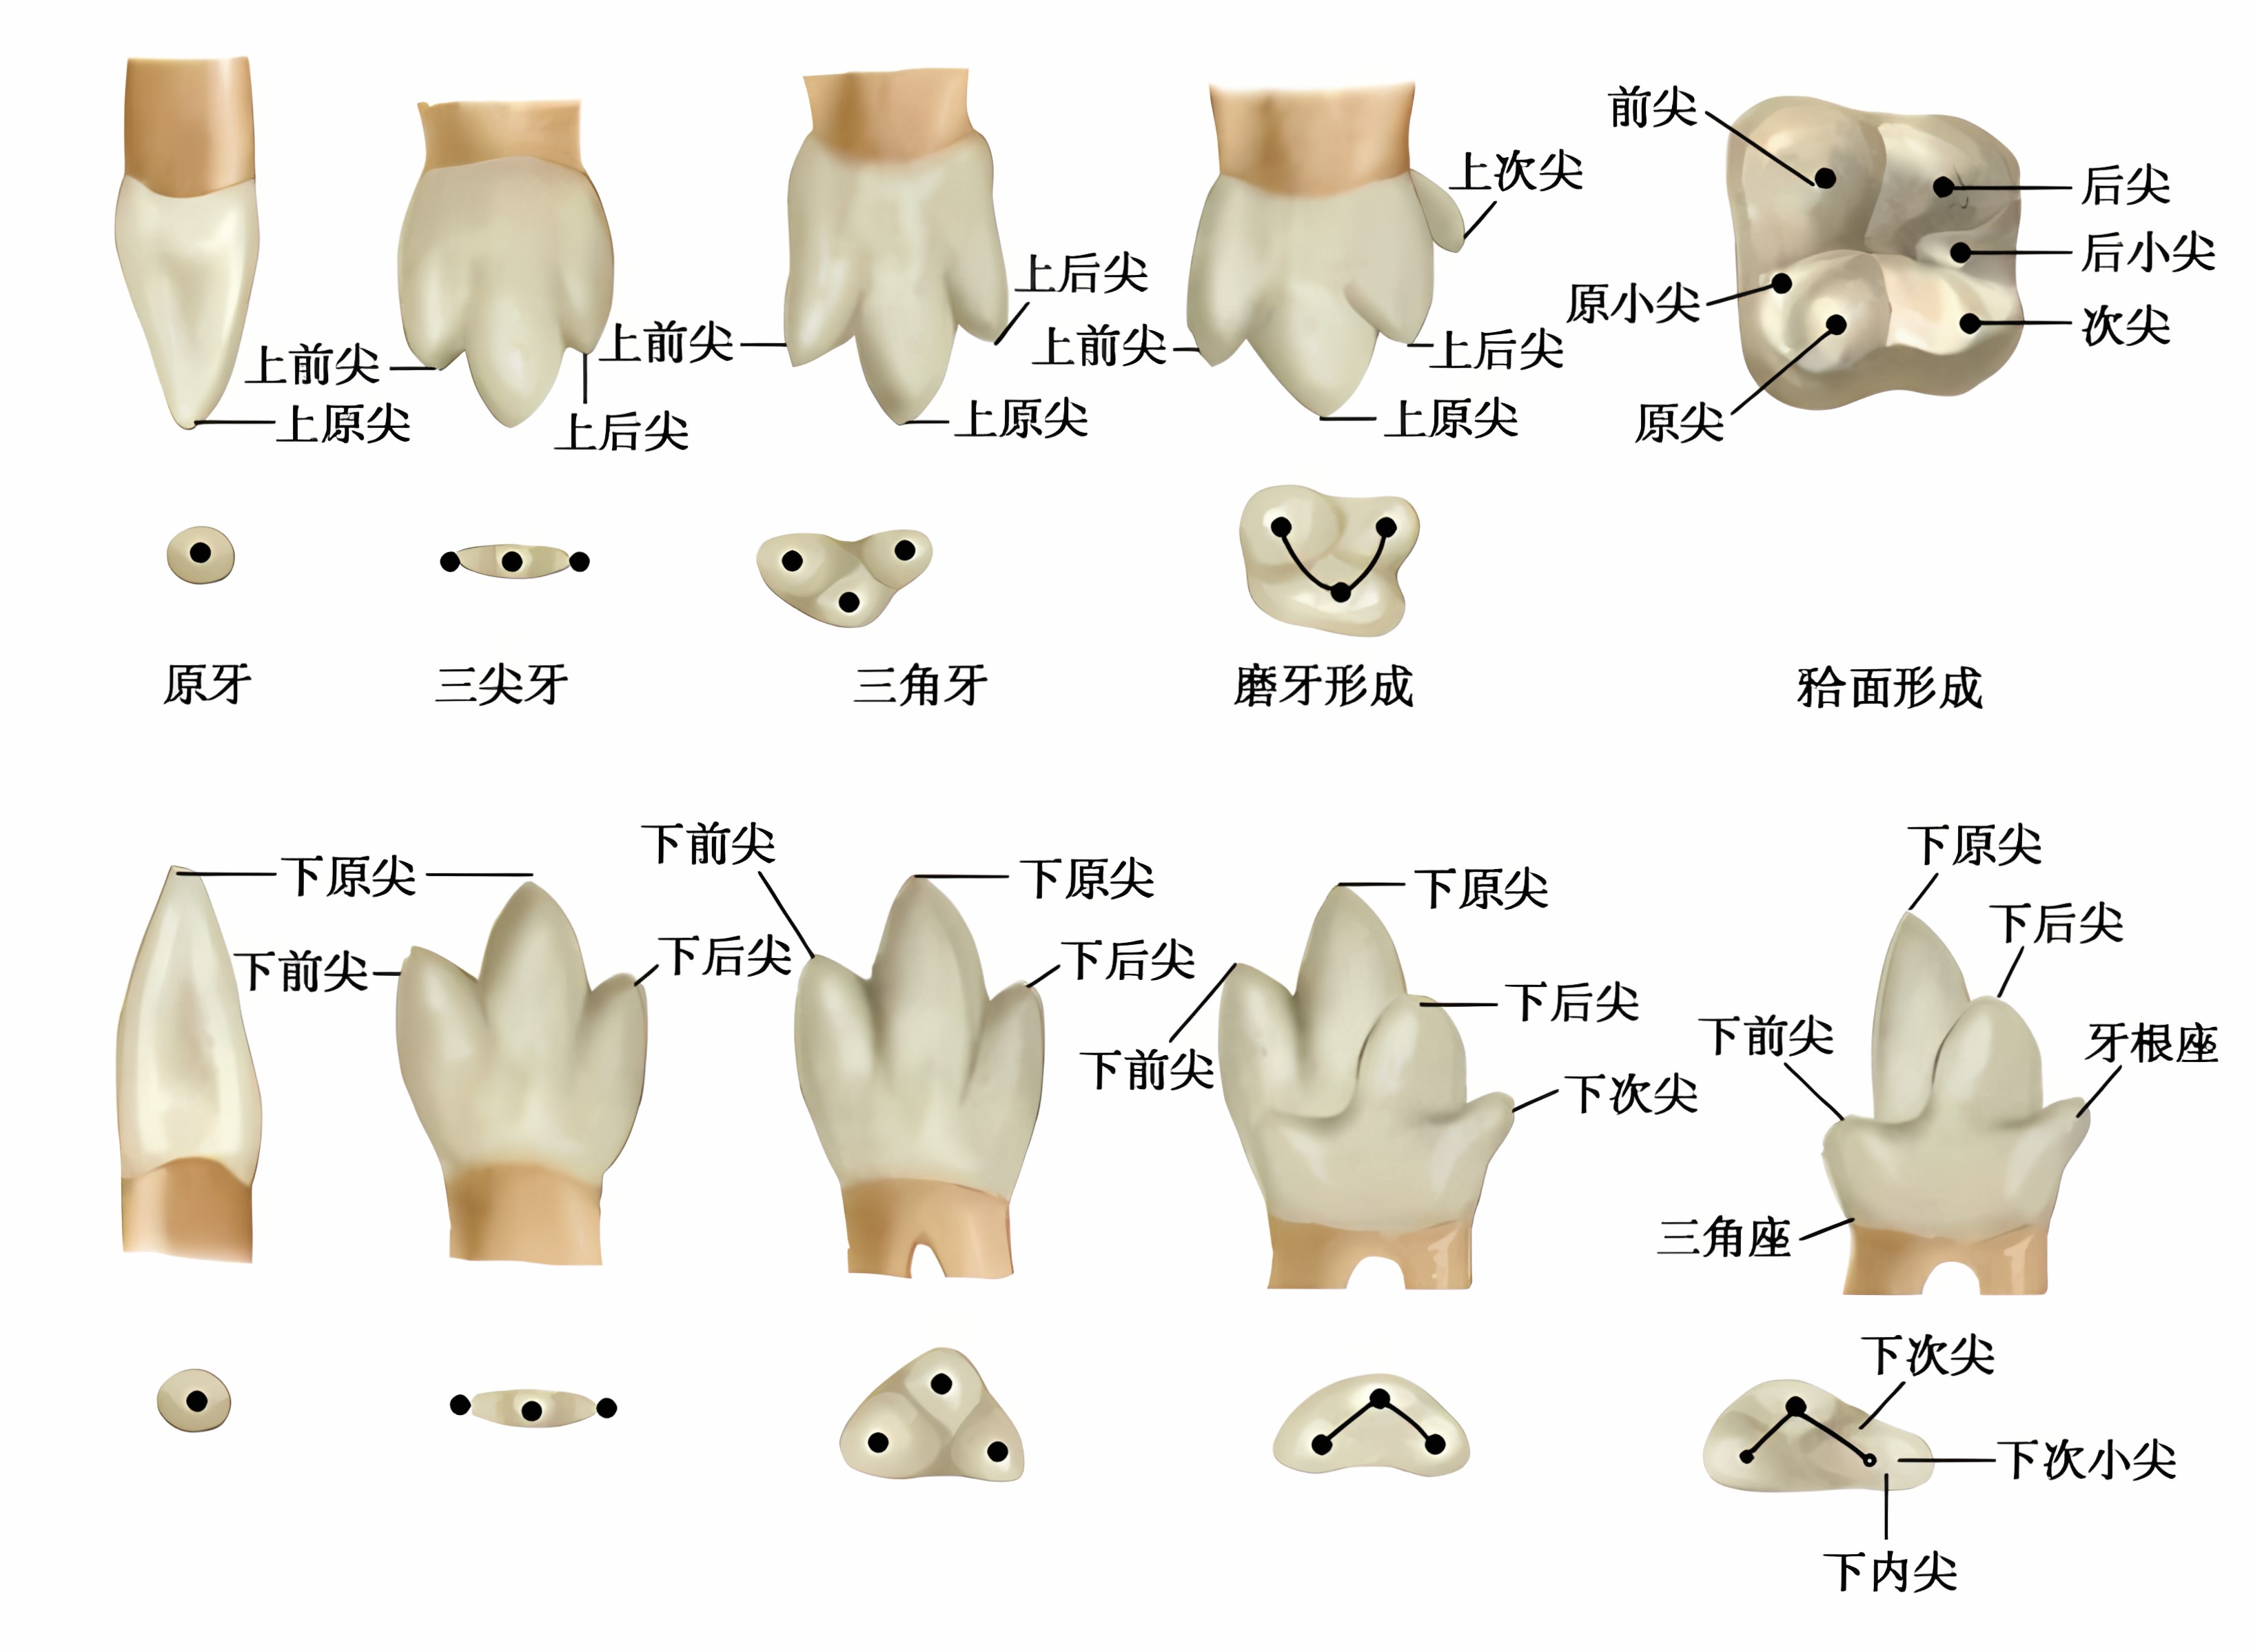 前尖
上次尖
后尖
后小尖
上后尖
原小尖
次尖
上前尖
上前尖
上后尖
上前尖
上原尖
上后尖
上原尖
上原尖
原尖
原牙
三尖牙
三角牙
磨牙形成
𬌗面形成
下前尖
下原尖
下原尖
下原尖
下原尖
下后尖
下前尖
下后尖
下后尖
下后尖
下前尖
下前尖
牙根座
下次尖
三角座
下次尖
下次小尖
下内尖